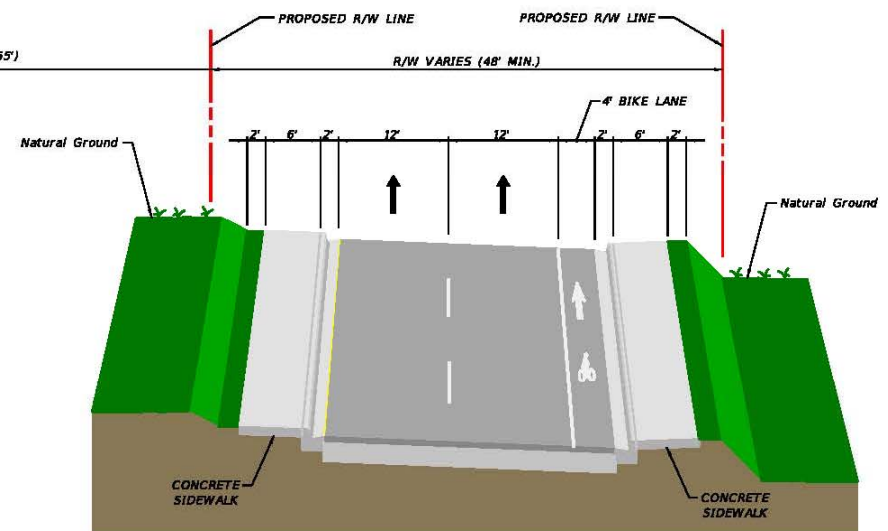 PROPOSED R/W LINE
PROPOSED R/W LINE
R/W VARIES (48' MIN.)
4' BIKE LANE
2' 6' 2' 12' 12' 2' 6' 2'
Natural Ground
Natural Ground
CONCRETE
SIDEWALK
CONCRETE
SIDEWALK